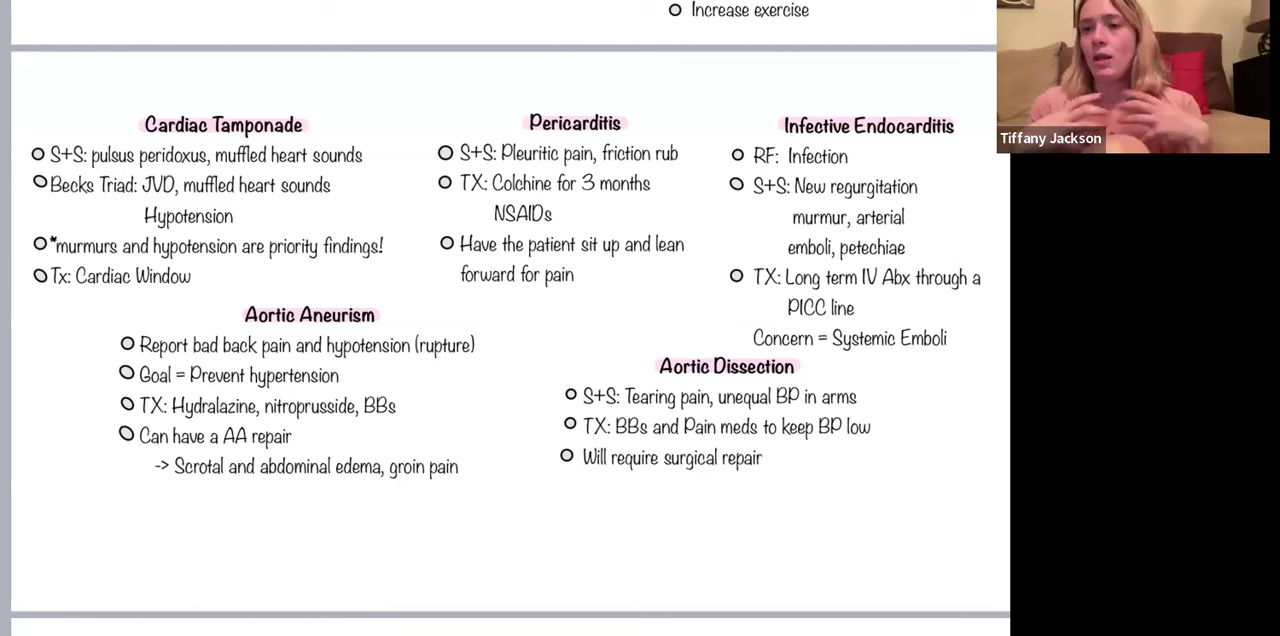 Increase exercise
Tiffany Jackson
Cardiac Tamponade
S+S: pulsus peridoxus, muffled heart sounds
Becks Triad: JVD, muffled heart sounds
Hypotension
*murmurs and hypotension are priority findings!
Tx: Cardiac Window
Pericarditis
S+S: Pleuritic pain, friction rub
TX: Colchine for 3 months
NSAIDs
Have the patient sit up and lean
forward for pain
Infective Endocarditis
RF: Infection
S+S: New regurgitation
murmur, arterial
emboli, petechiae
TX: Long term IV Abx through a
PICC line
Concern = Systemic Emboli
Aortic Aneurism
Report bad back pain and hypotension (rupture)
Goal = Prevent hypertension
TX: Hydralazine, nitroprusside, BBs
Can have a AA repair
-> Scrotal and abdominal edema, groin pain
Aortic Dissection
S+S: Tearing pain, unequal BP in arms
TX: BBs and Pain meds to keep BP low
Will require surgical repair